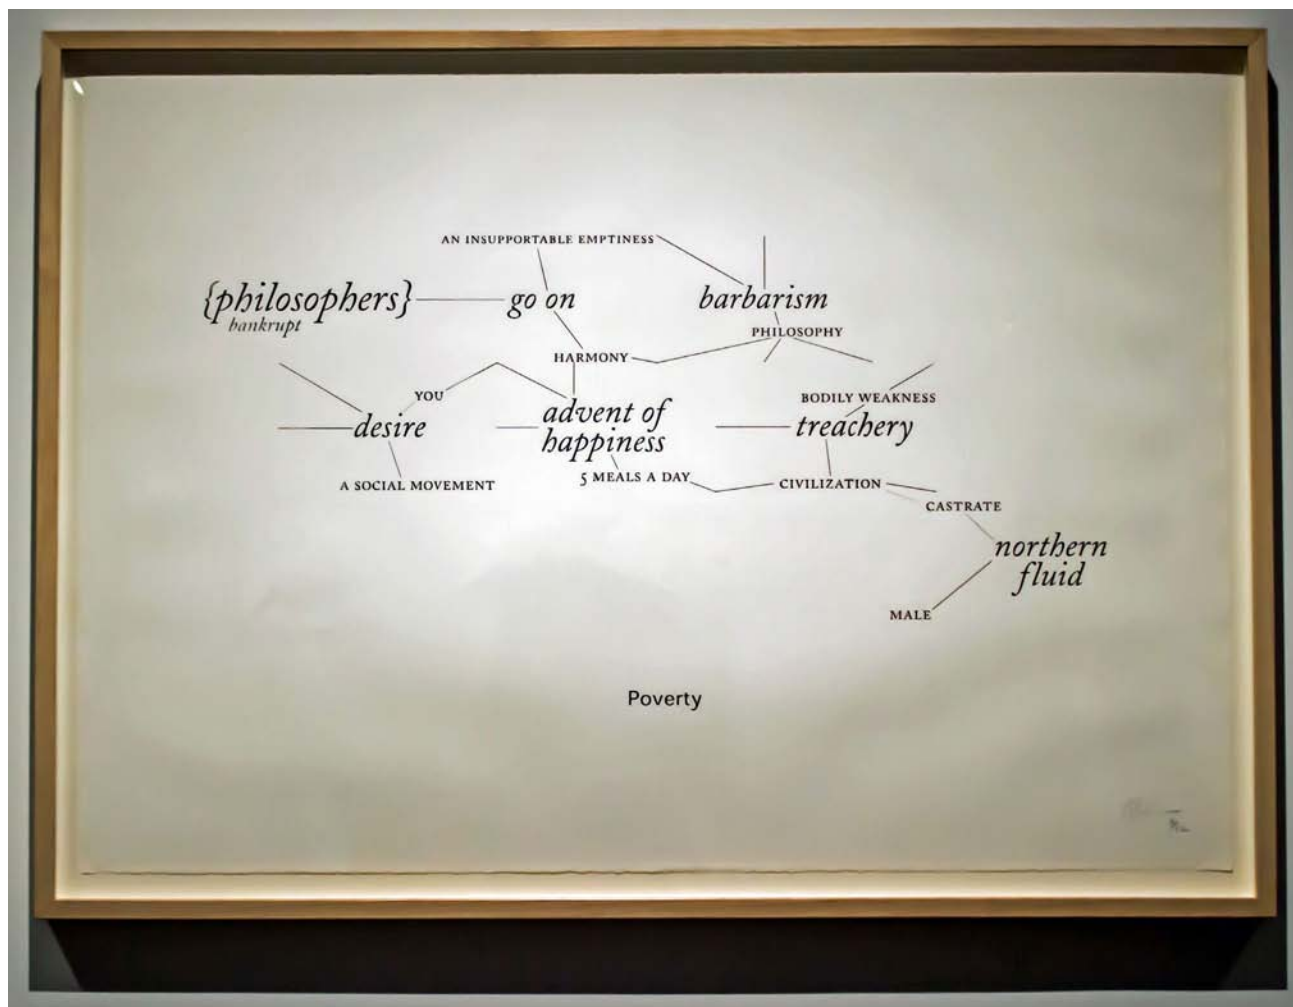 AN INSUPPORTABLE EMPTINESS
{philosophers} go on barbarism
bankrupt
PHILOSOPHY
HARMONY
YOU
BODILY WEAKNESS
advent of
happiness
desire
treachery
5 MEALS A DAY
A SOCIAL MOVEMENT
CIVILIZATION
CASTRATE
northern
fluid
MALE
Poverty